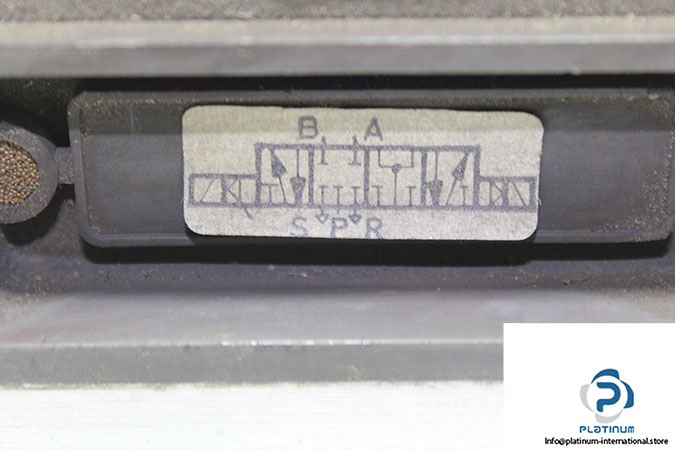 B A
S P R
P
PLATINUM
Info@platinum-international.store